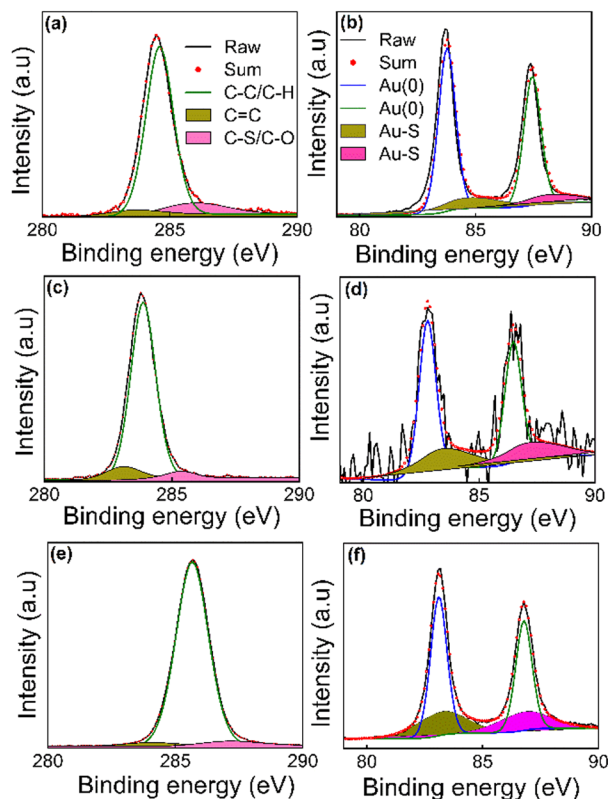 (a)
Raw
Sum
C-C/C-H
C=C
C-S/C-O
Intensity (a.u)
280 285 290
Binding energy (eV)
(b)
Raw
Sum
Au(0)
Au(0)
Au-S
Au-S
Intensity (a.u)
80 85 90
Binding energy (eV)
(c)
Intensity (a.u)
280 285 290
Binding energy (eV)
(d)
Intensity (a.u)
80 85 90
Binding energy (eV)
(e)
Intensity (a.u)
280 285 290
Binding energy (eV)
(f)
Intensity (a.u)
80 85 90
Binding energy (eV)